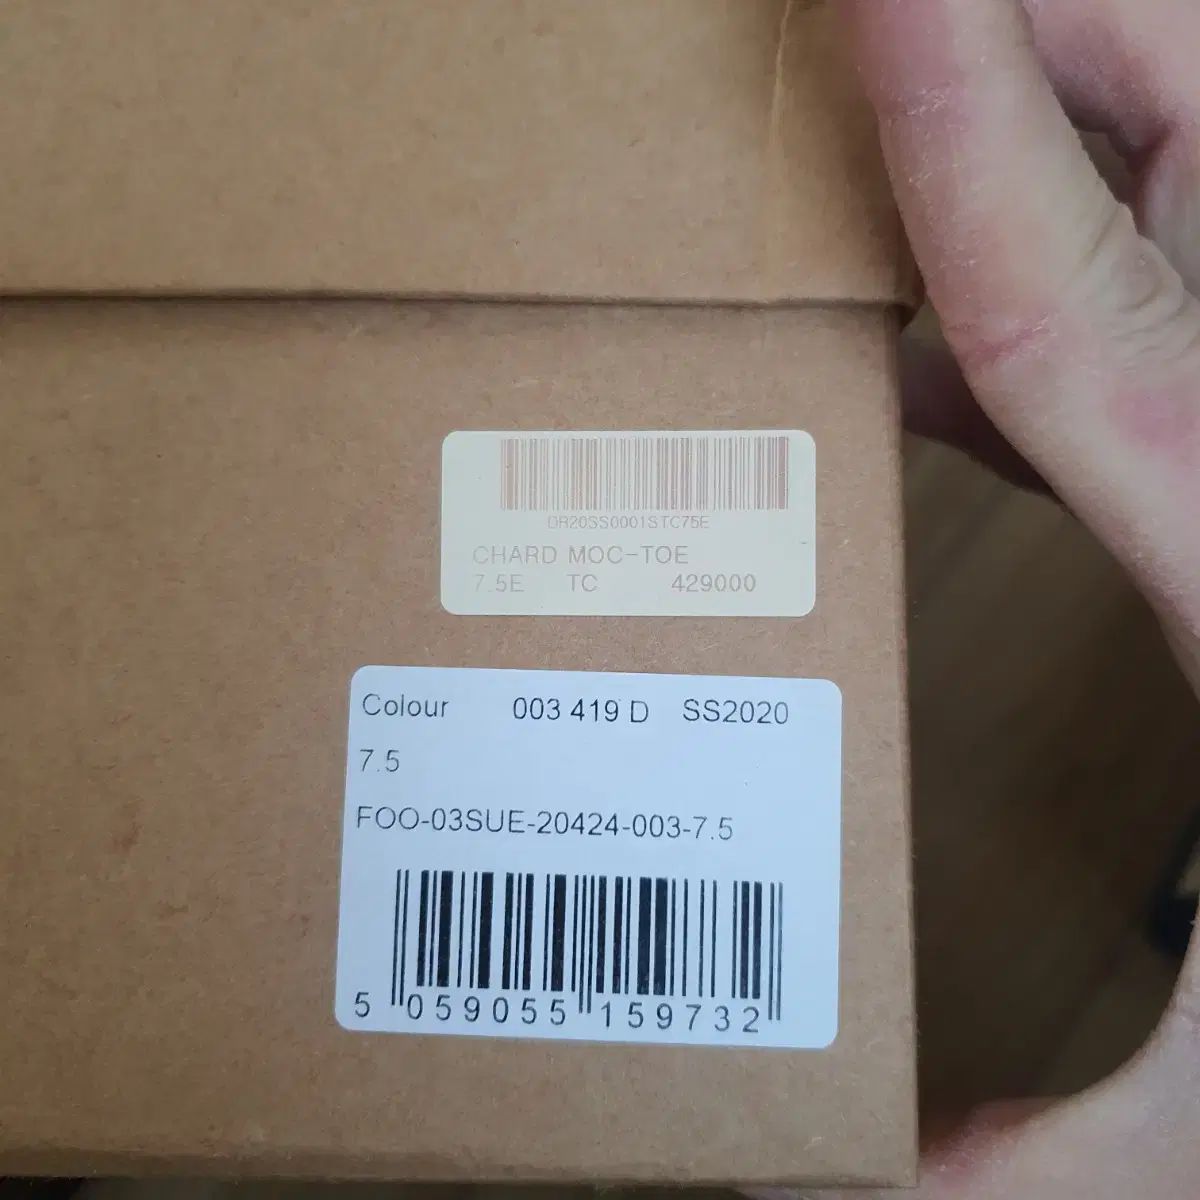 DR20SS0001STC75E
CHARD MOC-TOE
7.5E TC 429000
Colour 003 419 D SS2020
7.5
FOO-03SUE-20424-003-7.5
5 059055 159732